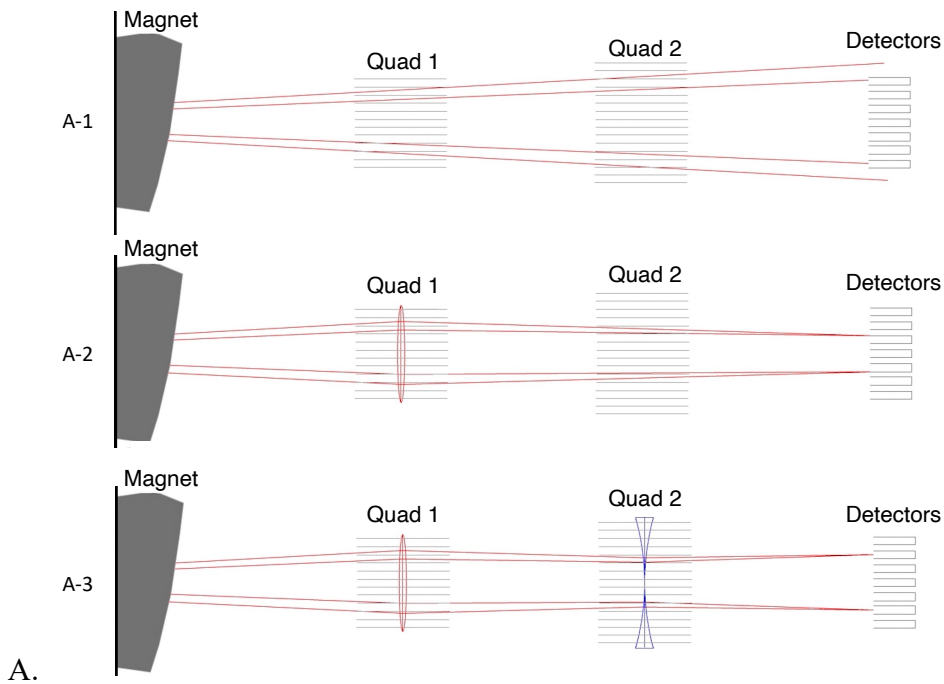 Magnet
Quad 1
Quad 2
Detectors
A-1
Magnet
Quad 1
Quad 2
Detectors
A-2
Magnet
Quad 1
Quad 2
Detectors
A-3
A.